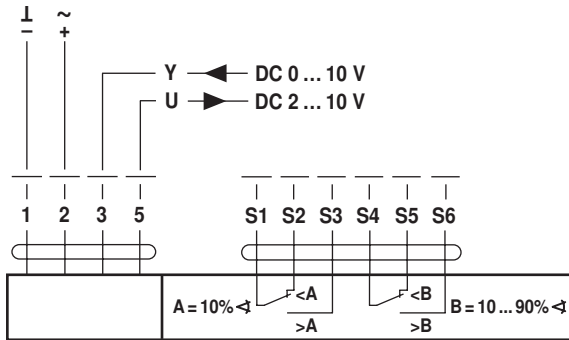 ⊥ ~
− +
Y DC 0 ... 10 V
U DC 2 ... 10 V
1 2 3 5 S1 S2 S3 S4 S5 S6
A = 10% ∢ <A <B B = 10 ... 90% ∢
>A >B